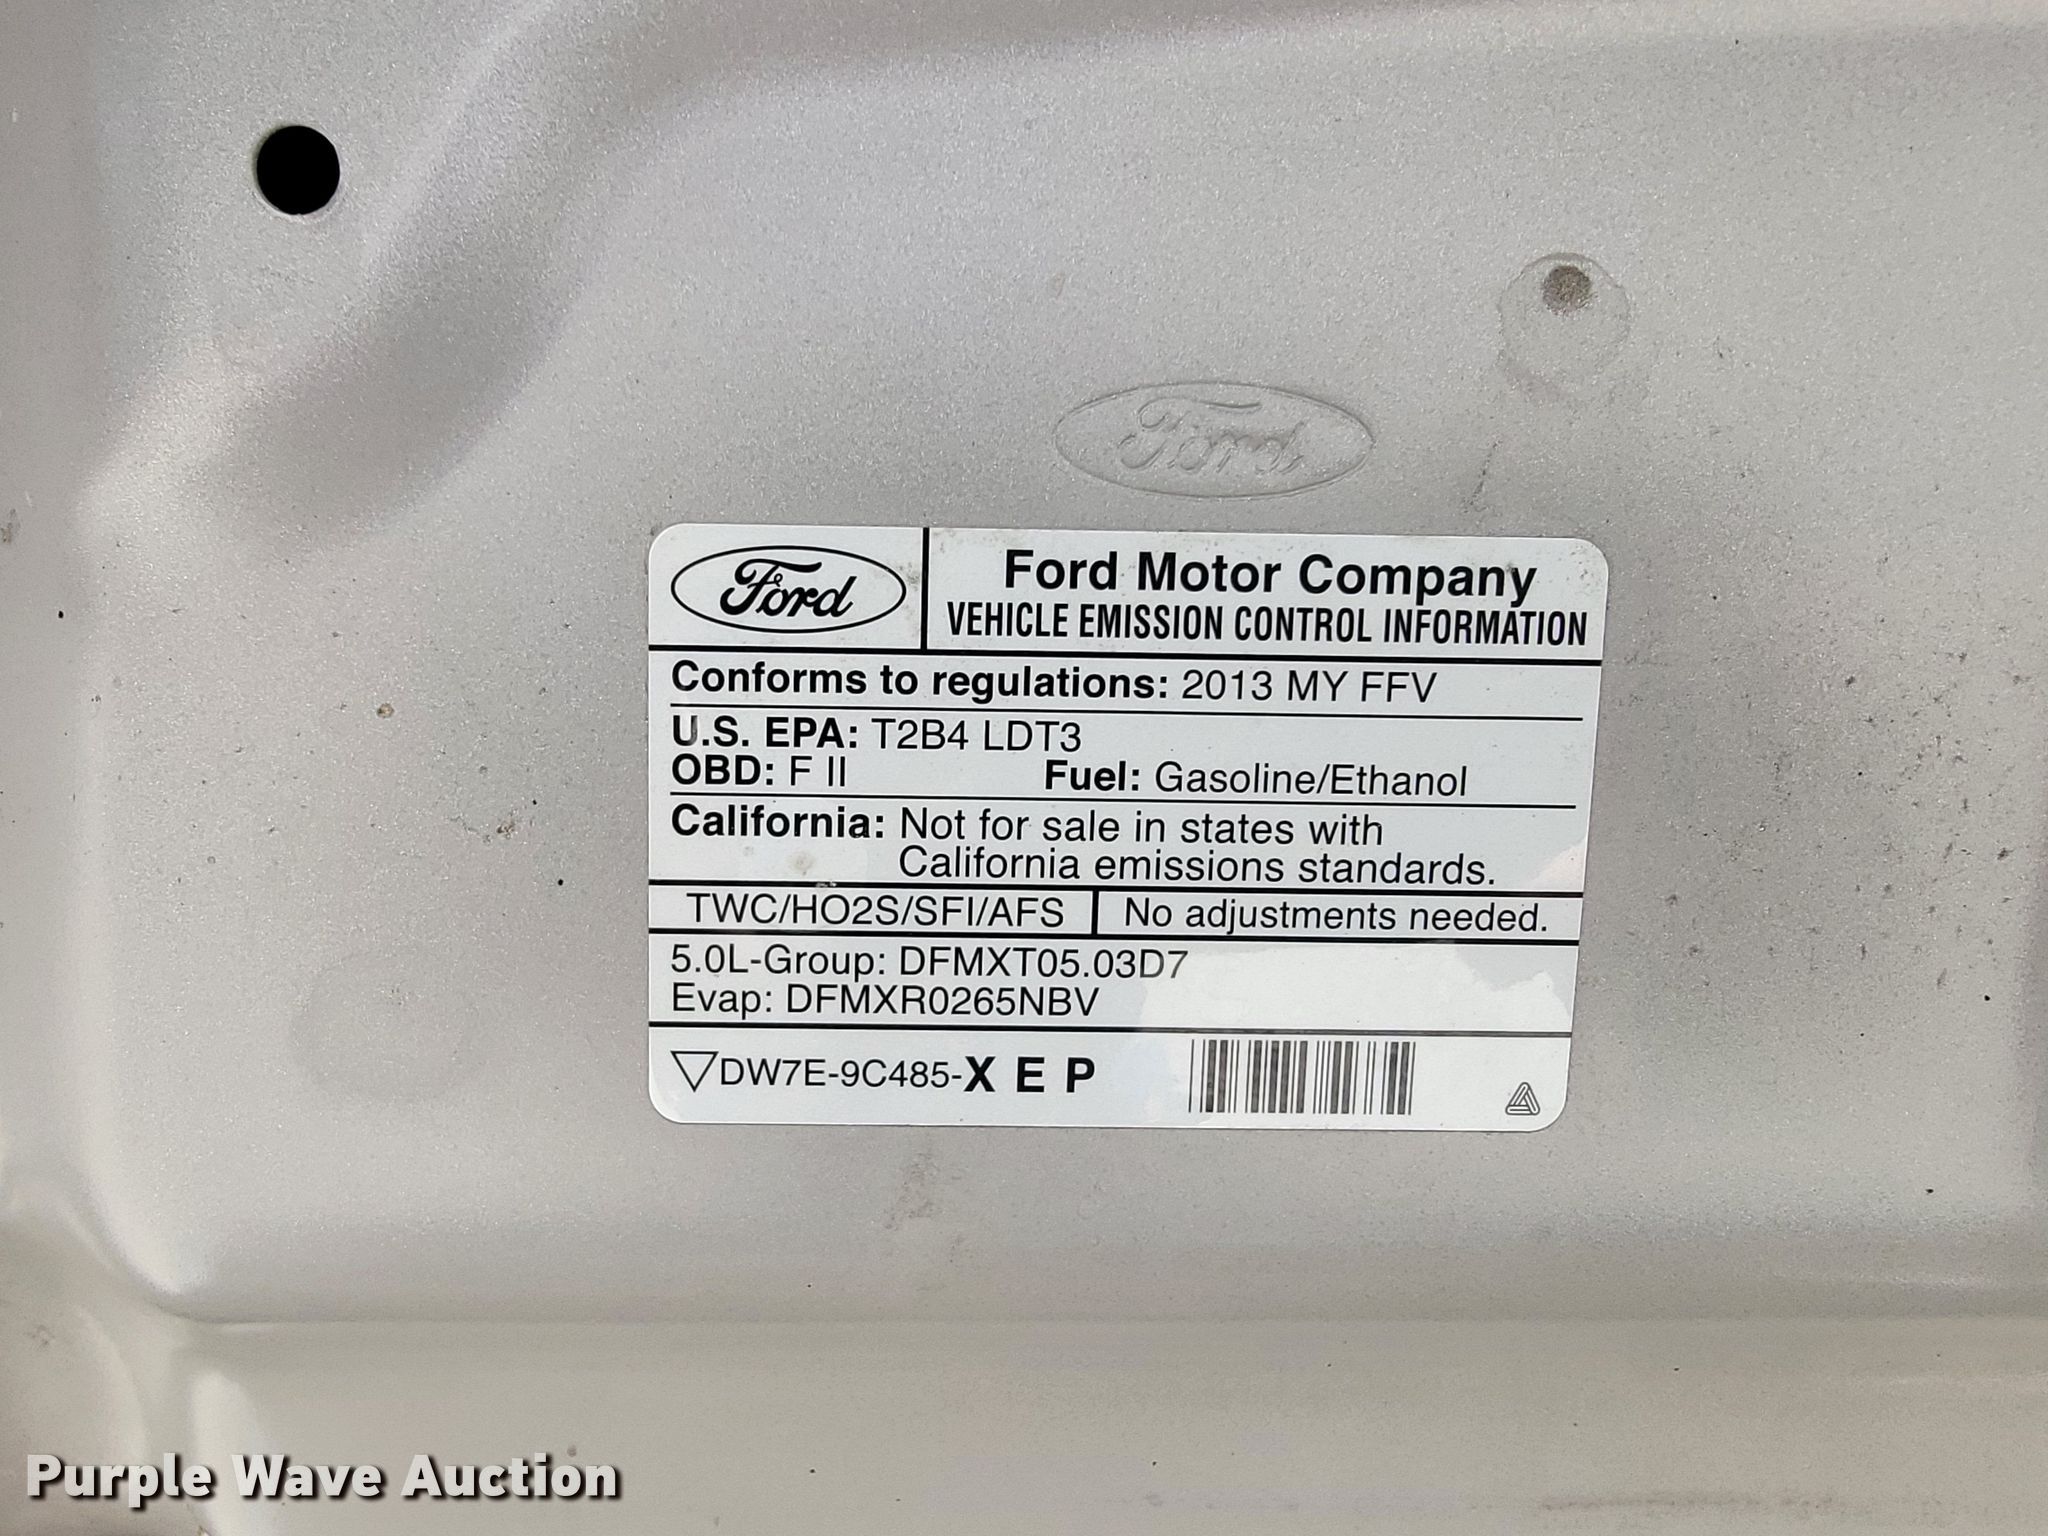 Ford
Ford Ford Motor Company
VEHICLE EMISSION CONTROL INFORMATION
Conforms to regulations: 2013 MY FFV
U.S. EPA: T2B4 LDT3
OBD: F II Fuel: Gasoline/Ethanol
California: Not for sale in states with
California emissions standards.
TWC/HO2S/SFI/AFS No adjustments needed.
5.0L-Group: DFMXT05.03D7
Evap: DFMXR0265NBV
DW7E-9C485-X E P
Purple Wave Auction